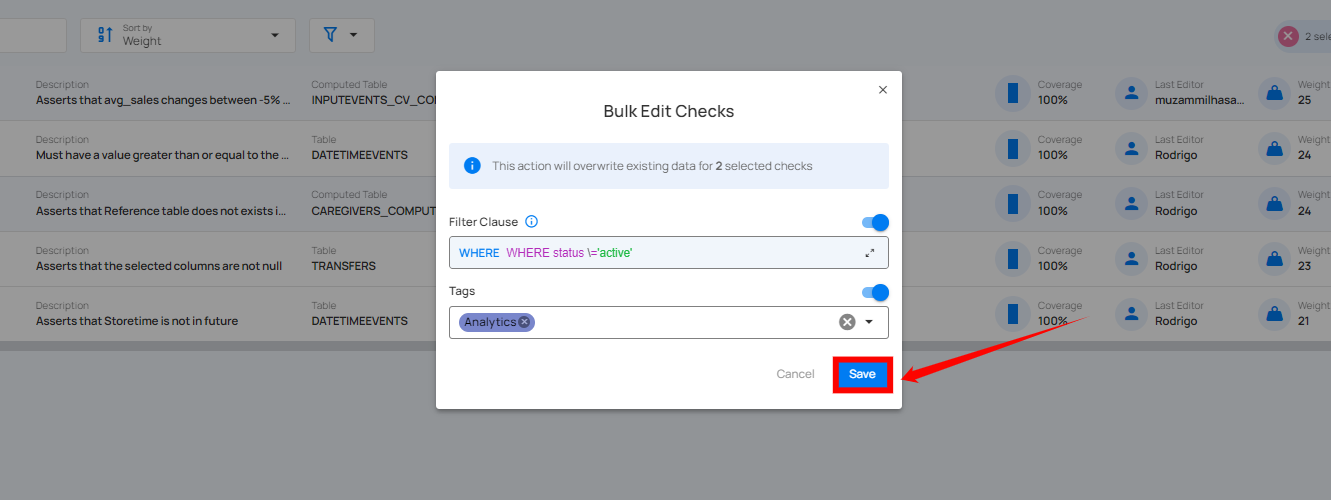 Sort by
Weight
2 sele
Bulk Edit Checks
This action will overwrite existing data for 2 selected checks
Filter Clause
WHERE WHERE status \='active'
Tags
Analytics
Cancel
Save
Description
Asserts that avg_sales changes between -5% ...
Computed Table
INPUTEVENTS_CV_CO
Coverage
100%
Last Editor
muzammilhasa...
Weight
25
Description
Must have a value greater than or equal to the ...
Table
DATETIMEEVENTS
Coverage
100%
Last Editor
Rodrigo
Weight
24
Description
Asserts that Reference table does not exists i...
Computed Table
CAREGIVERS_COMPUT
Coverage
100%
Last Editor
Rodrigo
Weight
24
Description
Asserts that the selected columns are not null
Table
TRANSFERS
Coverage
100%
Last Editor
Rodrigo
Weight
23
Description
Asserts that Storetime is not in future
Table
DATETIMEEVENTS
Coverage
100%
Last Editor
Rodrigo
Weight
21